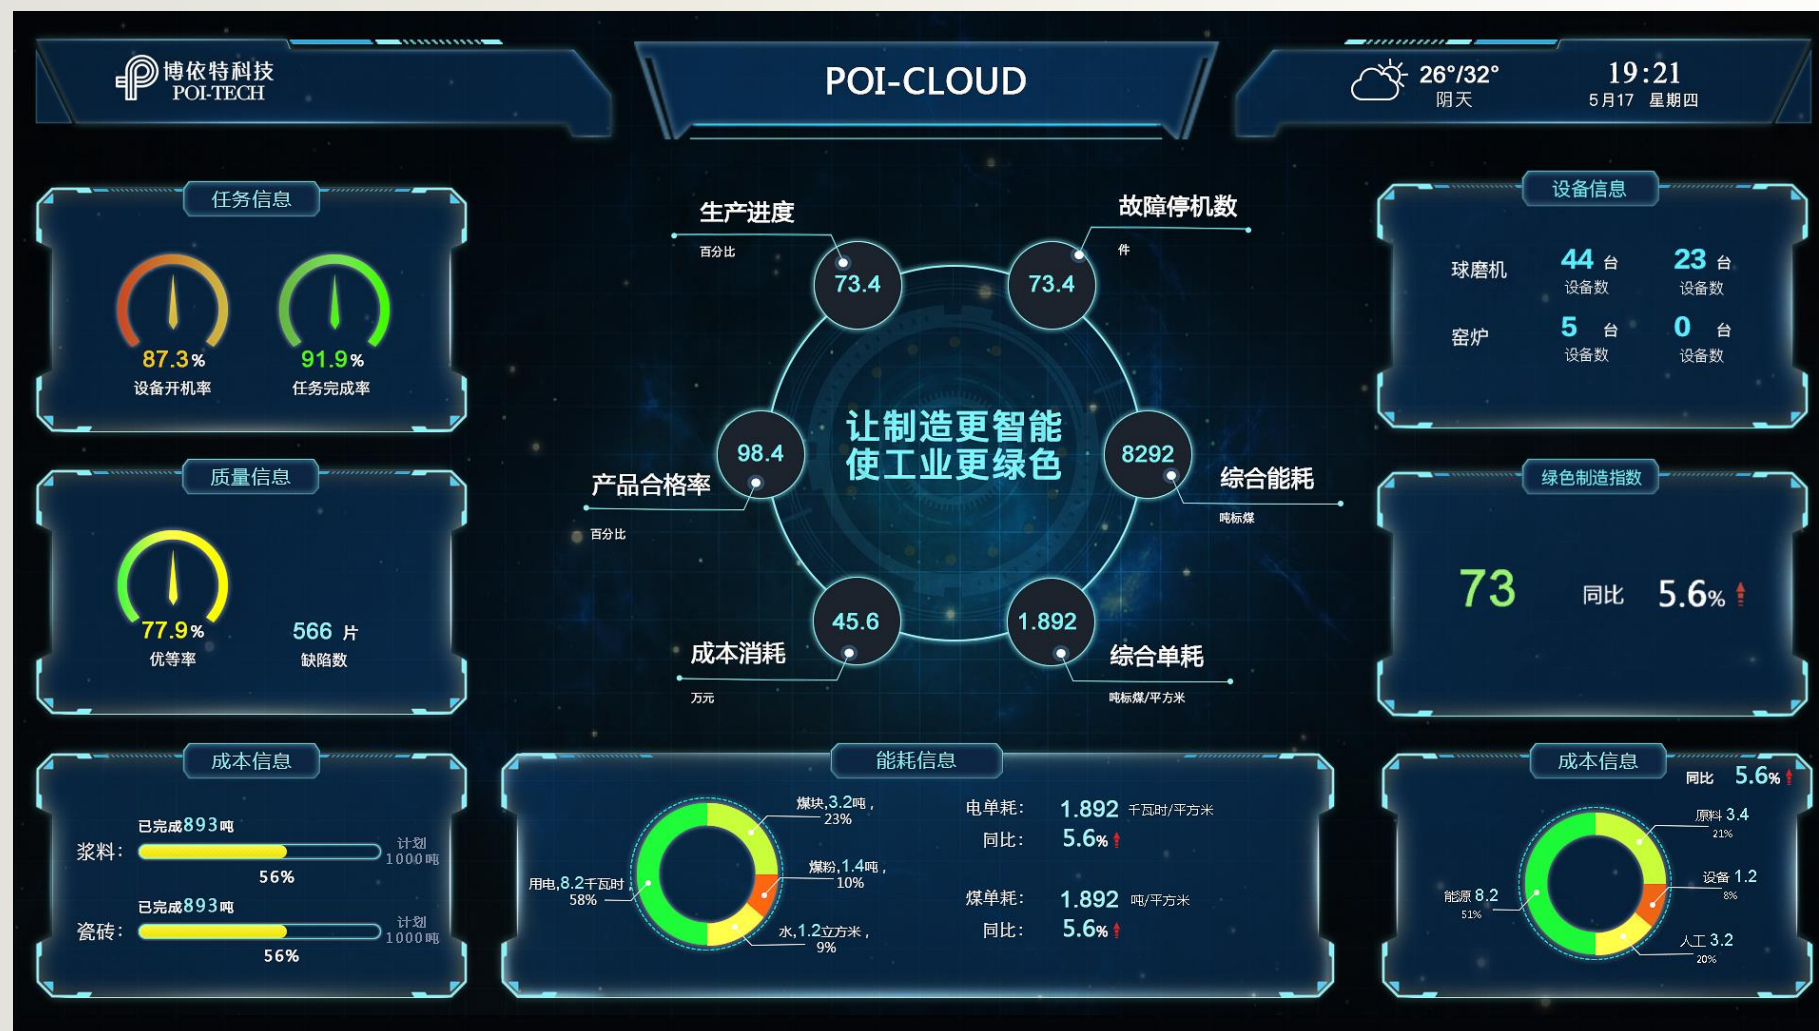 博依特科技
POI-TECH
POI-CLOUD
26°/32°
阴天
19:21
5月17 星期四
任务信息
87.3%
设备开机率
91.9%
任务完成率
质量信息
77.9%
优等率
566 片
缺陷数
成本信息
已完成893吨
浆料:
计划
1000吨
56%
已完成893吨
瓷砖:
计划
1000吨
56%
生产进度
百分比
73.4
故障停机数
件
73.4
产品合格率
百分比
98.4
让制造更智能
使工业更绿色
8292
综合能耗
吨标煤
45.6
成本消耗
万元
1.892
综合单耗
吨标煤/平方米
能耗信息
煤块,3.2吨,
23%
煤粉,1.4吨,
10%
用电,8.2千瓦时,
58%
水,1.2立方米,
9%
电单耗: 1.892 千瓦时/平方米
同比: 5.6%
煤单耗: 1.892 吨/平方米
同比: 5.6%
设备信息
球磨机 44 台 23 台
设备数 设备数
窑炉 5 台 0 台
设备数 设备数
绿色制造指数
73 同比 5.6%
成本信息
同比 5.6%
原料 3.4
21%
设备 1.2
8%
能源 8.2
51%
人工 3.2
20%